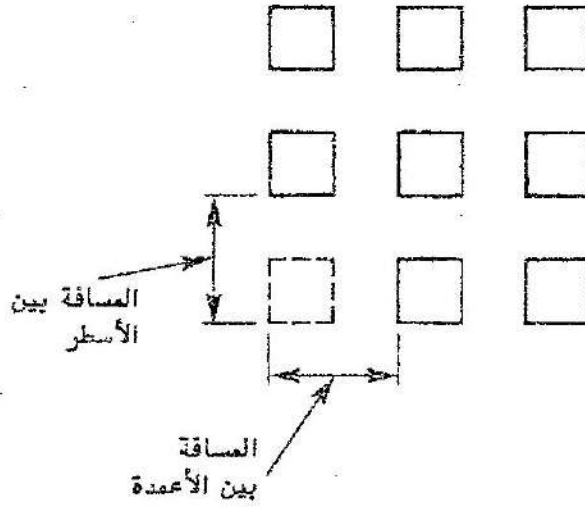 المسافة بين
الأسطر
المسافة
بين الأعمدة